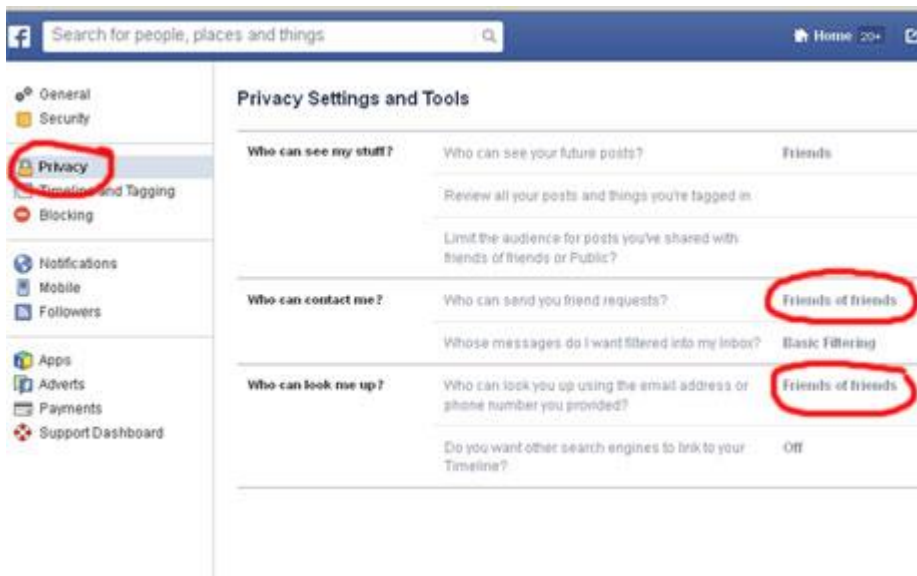 f Search for people, places and things Home 20+
General
Security
Privacy
Timeline and Tagging
Blocking
Notifications
Mobile
Followers
Apps
Adverts
Payments
Support Dashboard
Privacy Settings and Tools
Who can see my stuff? Who can see your future posts? Friends
Review all your posts and things you're tagged in
Limit the audience for posts you've shared with
friends of friends or Public?
Who can contact me? Who can send you friend requests? Friends of friends
Whose messages do I want filtered into my inbox? Basic Filtering
Who can look me up? Who can look you up using the email address or Friends of friends
phone number you provided?
Do you want other search engines to link to your Off
Timeline?